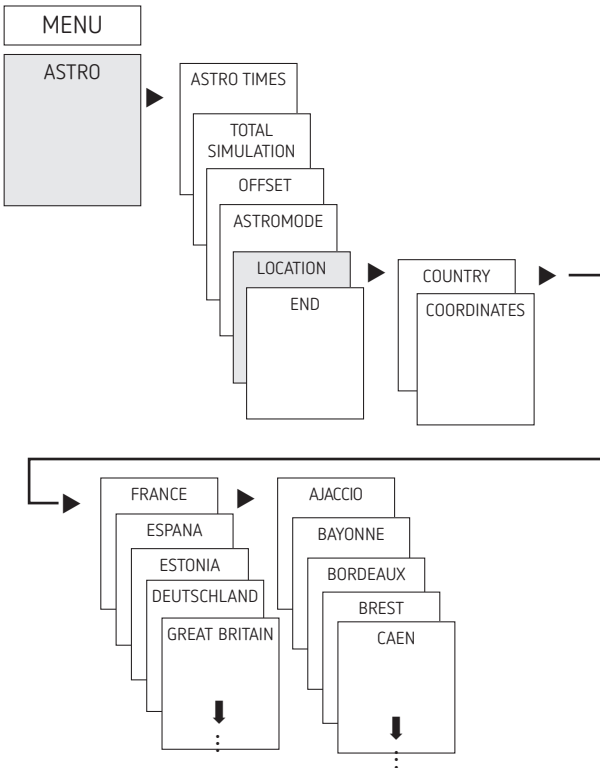 MENU
ASTRO
ASTRO TIMES
TOTAL
SIMULATION
OFFSET
ASTROMODE
LOCATION
END
COUNTRY
COORDINATES
FRANCE
ESPANA
ESTONIA
DEUTSCHLAND
GREAT BRITAIN
AJACCIO
BAYONNE
BORDEAUX
BREST
CAEN